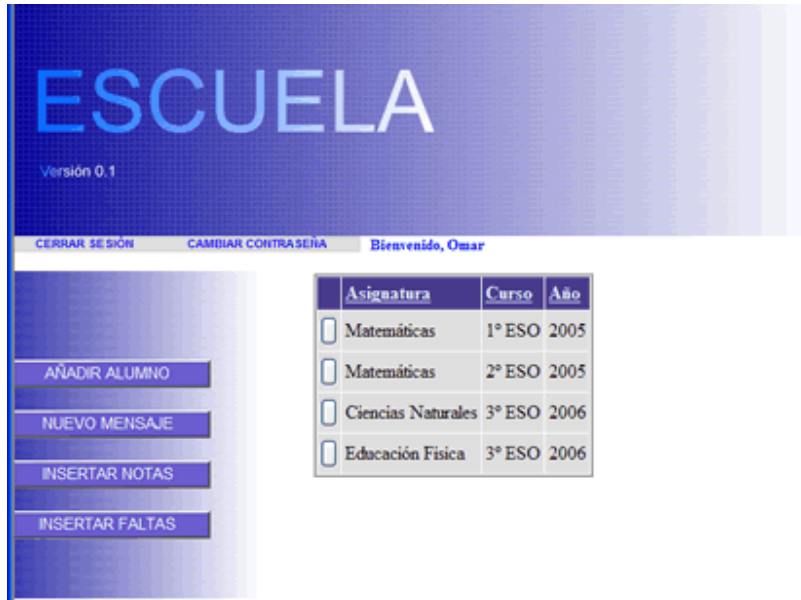 ESCUELA
Versión 0.1
CERRAR SESIÓN CAMBIAR CONTRASEÑA Bienvenido, Omar
Asignatura Curso Año
Matemáticas 1º ESO 2005
Matemáticas 2º ESO 2005
Ciencias Naturales 3º ESO 2006
Educación Fisica 3º ESO 2006
AÑADIR ALUMNO
NUEVO MENSAJE
INSERTAR NOTAS
INSERTAR FALTAS